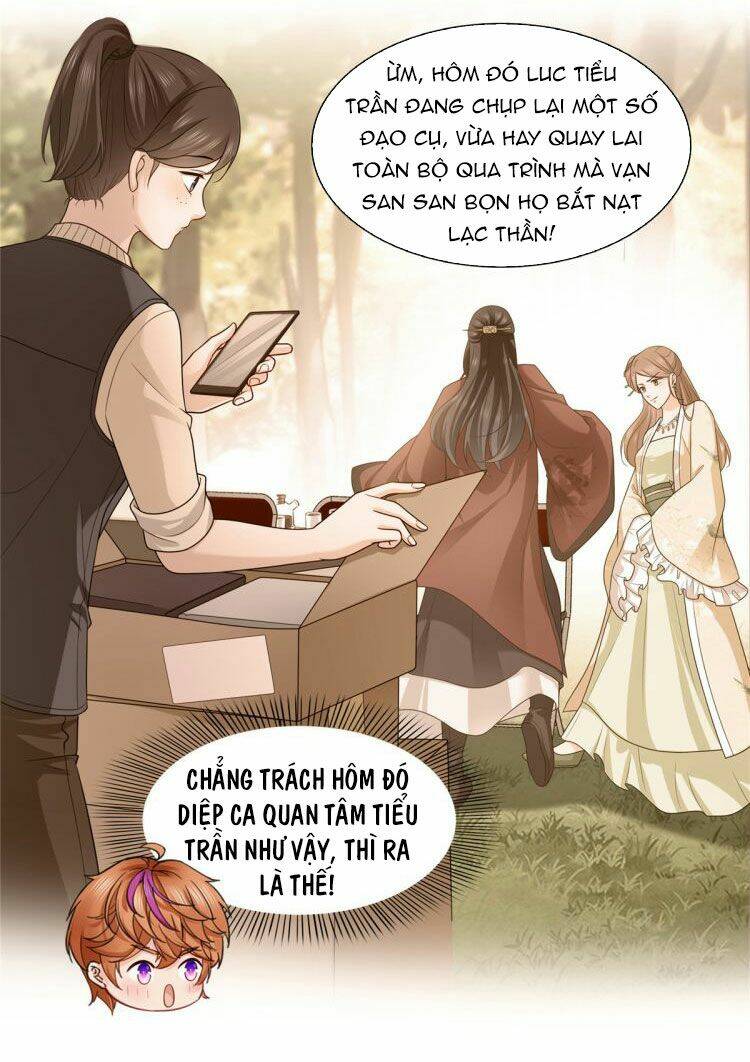 ỪM, HÔM ĐÓ LUC TIỂU
TRẦN ĐANG CHỤP LẠI MỘT SỐ
ĐẠO CỤ, VỪA HAY QUAY LAI
TOÀN BỘ QUA TRÌNH MÀ VẠN
SAN SAN BỌN HỌ BẮT NẠT
LẠC THẦN!
CHẲNG TRÁCH HÔM ĐÓ
DIỆP CA QUAN TÂM TIỂU
TRẦN NHƯ VẬY, THÌ RA
LÀ THẾ!